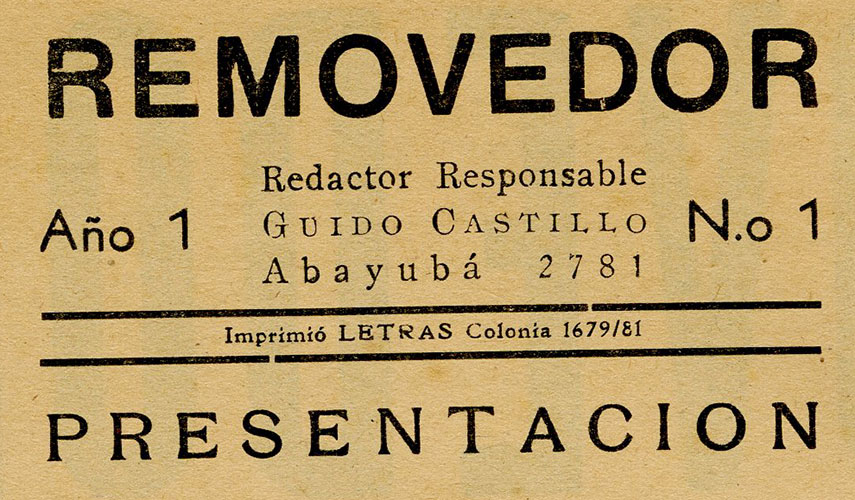 REMOVEDOR
Redactor Responsable
Año 1 GUIDO CASTILLO N.o 1
Abayubá 2781
Imprimió LETRAS Colonia 1679/81
PRESENTACION